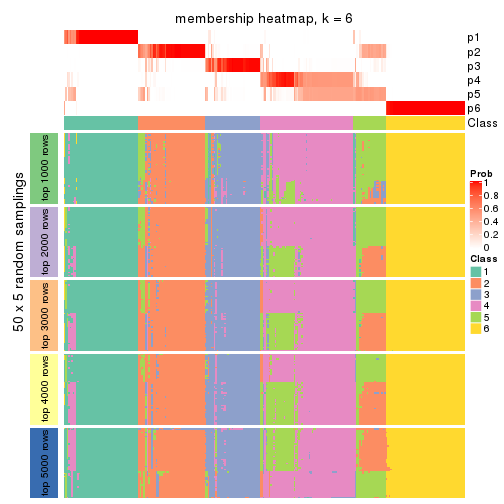 membership heatmap, k = 6
p1
p2
p3
p4
p5
p6
Class
50 x 5 random samplings
top 1000 rows
top 2000 rows
top 3000 rows
top 4000 rows
top 5000 rows
Prob
1
0.8
0.6
0.4
0.2
0
Class
1
2
3
4
5
6